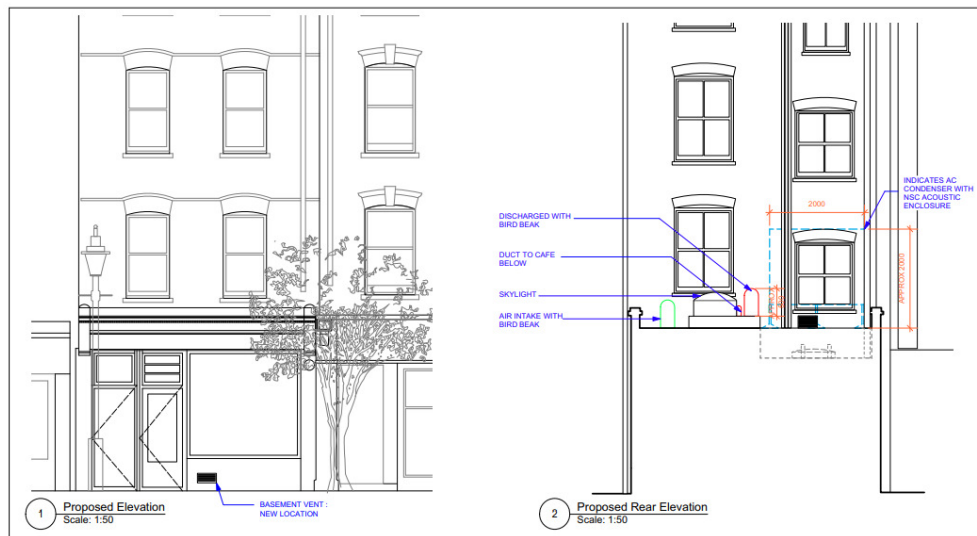 INDICATES AC
CONDENSER WITH
NSC ACOUSTIC
ENCLOSURE
2000
DISCHARGED WITH
BIRD BEAK
DUCT TO CAFE
BELOW
SKYLIGHT
AIR INTAKE WITH
BIRD BEAK
APPROX 2000
1
Proposed Elevation
Scale: 1:50
BASEMENT VENT :
NEW LOCATION
2
Proposed Rear Elevation
Scale: 1:50